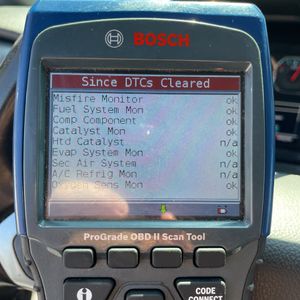 BOSCH
Since DTCs Cleared
Misfire Monitor ok
Fuel System Mon ok
Comp Component ok
Catalyst Mon ok
Htd Catalyst n/a
Evap System Mon ok
Sec Air System n/a
A/C Refrig Mon n/a
Oxygen Sens Mon ok
ProGrade OBD II Scan Tool
CODE
CONNECT